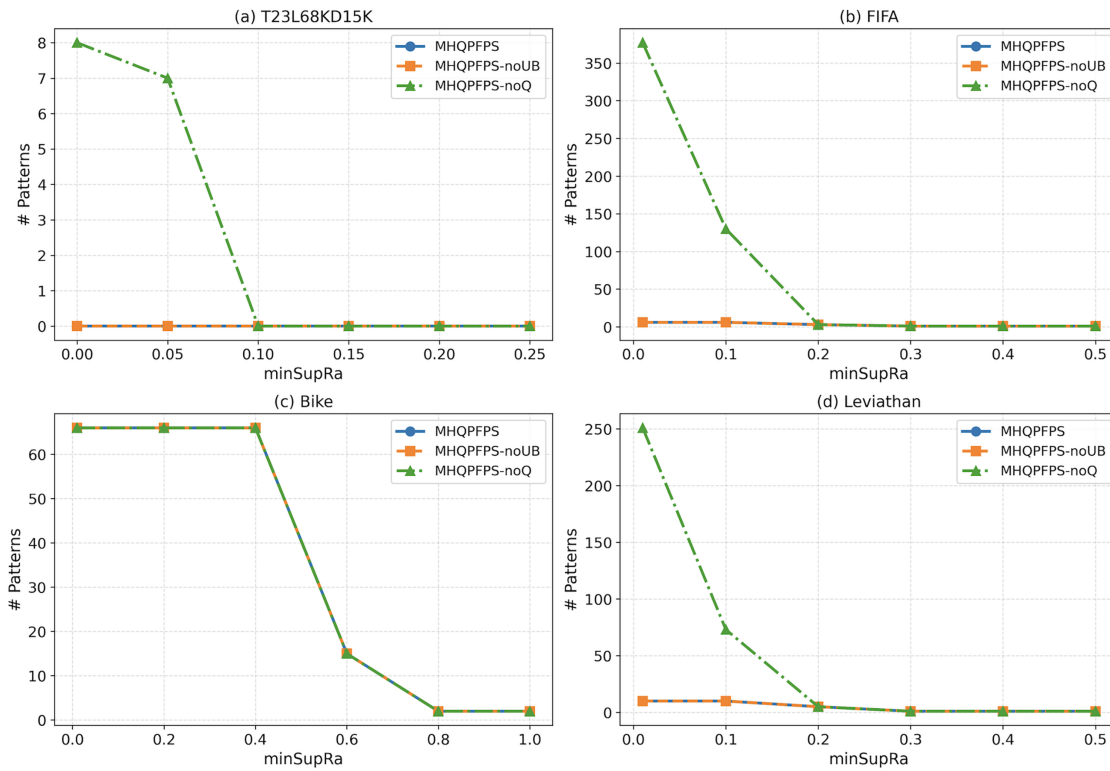 (a) T23L68KD15K
# Patterns
8
7
6
5
4
3
2
1
0
MHQPFPS
MHQPFPS-noUB
MHQPFPS-noQ
0.00 0.05 0.10 0.15 0.20 0.25
minSupRa
(b) FIFA
# Patterns
350
300
250
200
150
100
50
0
MHQPFPS
MHQPFPS-noUB
MHQPFPS-noQ
0.0 0.1 0.2 0.3 0.4 0.5
minSupRa
(c) Bike
# Patterns
60
50
40
30
20
10
0
MHQPFPS
MHQPFPS-noUB
MHQPFPS-noQ
0.0 0.2 0.4 0.6 0.8 1.0
minSupRa
(d) Leviathan
# Patterns
250
200
150
100
50
0
MHQPFPS
MHQPFPS-noUB
MHQPFPS-noQ
0.0 0.1 0.2 0.3 0.4 0.5
minSupRa